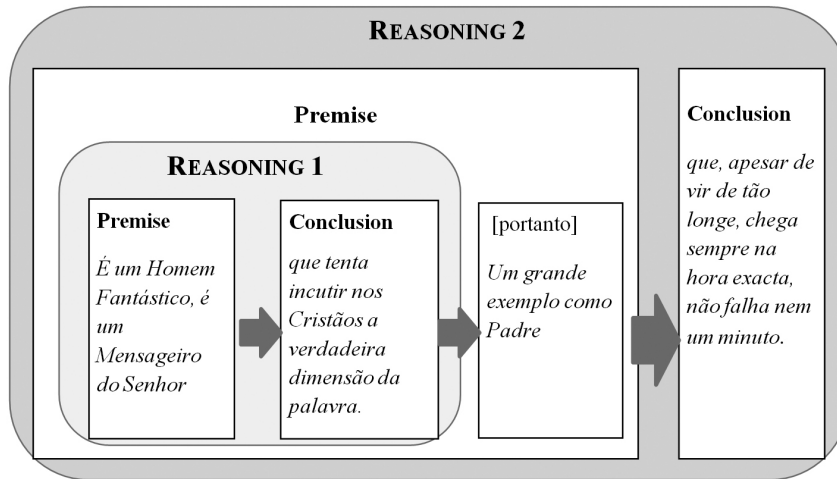 REASONING 2
Premise
REASONING 1
Premise
É um Homem
Fantástico, é
um
Mensageiro
do Senhor
Conclusion
que tenta
incutir nos
Cristãos a
verdadeira
dimensão da
palavra.
[portanto]
Um grande
exemplo como
Padre
Conclusion
que, apesar de
vir de tão
longe, chega
sempre na
hora exacta,
não falha nem
um minuto.